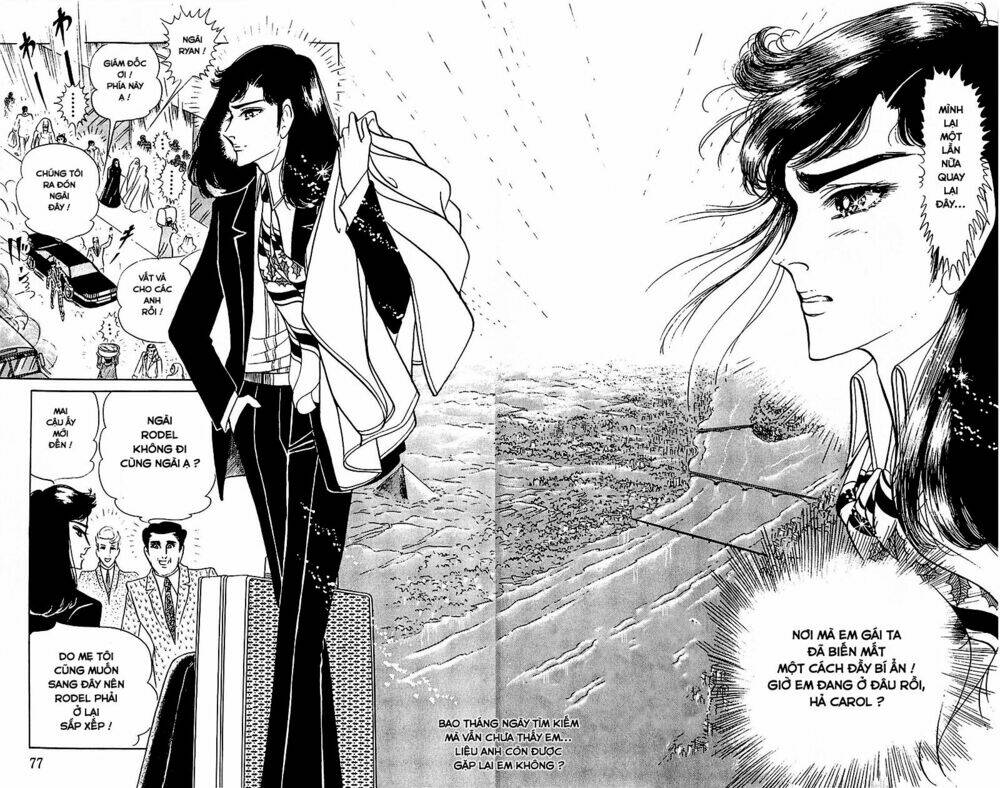 MÌNH
LẠI
MỘT
LẦN
NỮA
QUAY
LẠI
ĐÂY...
NƠI MÀ EM GÁI TA
ĐÃ BIẾN MẤT
MỘT CÁCH ĐẦY BÍ ẨN !
GIỜ EM ĐANG Ở ĐÂU RỒI,
HẢ CAROL ?
BAO THÁNG NGÀY TÌM KIẾM
MÀ VẪN CHƯA THẤY EM...
LIỆU ANH CÒN ĐƯỢC
GẶP LẠI EM KHÔNG ?
NGÀI
RYAN !
GIÁM ĐỐC
ƠI !
PHÍA NÀY
Ạ !
わー
わー
CHÚNG TÔI
RA ĐÓN
NGÀI
ĐÂY !
VẤT VẢ
CHO CÁC
ANH
RỒI !
NGÀI
RODEL
KHÔNG ĐI
CÙNG NGÀI Ạ ?
MAI
CẬU ẤY
MỚI
ĐẾN !
DO MẸ TÔI
CŨNG MUỐN
SANG ĐÂY NÊN
RODEL PHẢI
Ở LẠI
SẮP XẾP !
77